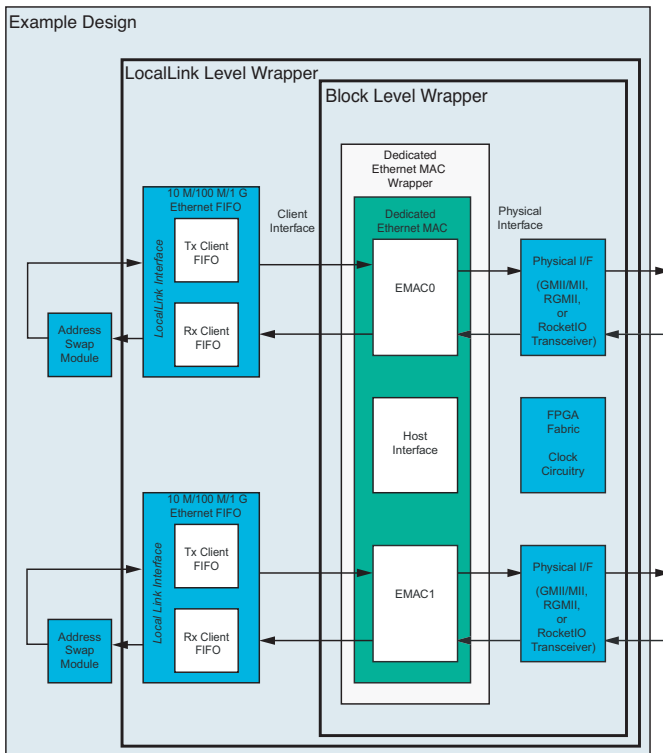 Example Design
LocalLink Level Wrapper
Block Level Wrapper
Dedicated
Ethernet MAC
Wrapper
10 M/100 M/1 G
Ethernet FIFO
Client
Interface
Dedicated
Ethernet MAC
Physical
Interface
LocalLink Interface
Tx Client
FIFO
Rx Client
FIFO
EMAC0
Physical I/F
(GMII/MII,
RGMII,
or
RocketIO
Transceiver)
Address
Swap
Module
Host
Interface
FPGA
Fabric
Clock
Circuitry
10 M/100 M/1 G
Ethernet FIFO
Local Link Interface
Tx Client
FIFO
Rx Client
FIFO
EMAC1
Physical I/F
(GMII/MII,
RGMII,
or
RocketIO
Transceiver)
Address
Swap
Module